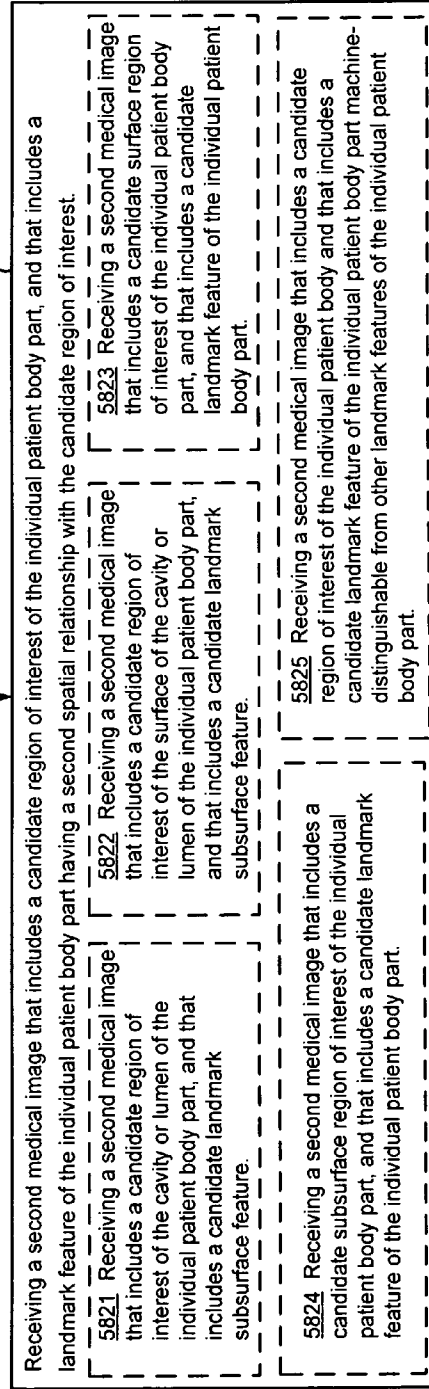 Receiving a second medical image that includes a candidate region of interest of the individual patient body part, and that includes a
landmark feature of the individual patient body part having a second spatial relationship with the candidate region of interest.
5821 Receiving a second medical image
that includes a candidate region of
interest of the cavity or lumen of the
individual patient body part, and that
includes a candidate landmark
subsurface feature.
5822 Receiving a second medical image
that includes a candidate region of
interest of the surface of the cavity or
lumen of the individual patient body part,
and that includes a candidate landmark
subsurface feature.
5823 Receiving a second medical image
that includes a candidate surface region
of interest of the individual patient body
part, and that includes a candidate
landmark feature of the individual patient
body part.
5824 Receiving a second medical image that includes a
candidate subsurface region of interest of the individual
patient body part, and that includes a candidate landmark
feature of the individual patient body part.
5825 Receiving a second medical image that includes a candidate
region of interest of the individual patient body and that includes a
candidate landmark feature of the individual patient body part machine-
distinguishable from other landmark features of the individual patient
body part.